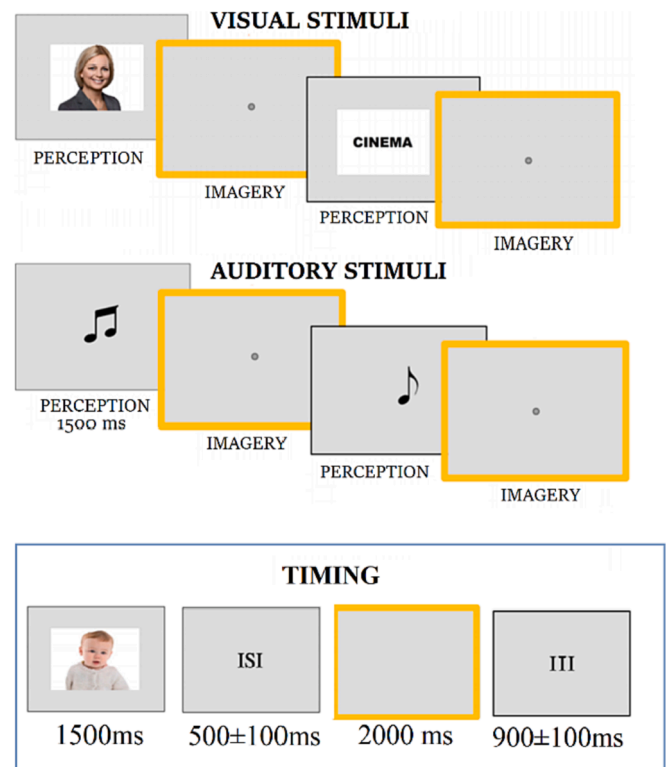 VISUAL STIMULI
CINEMA
PERCEPTION
IMAGERY
PERCEPTION
IMAGERY
AUDITORY STIMULI
PERCEPTION
1500 ms
IMAGERY
PERCEPTION
IMAGERY
TIMING
ISI
ITI
1500ms
500±100ms
2000 ms
900±100ms